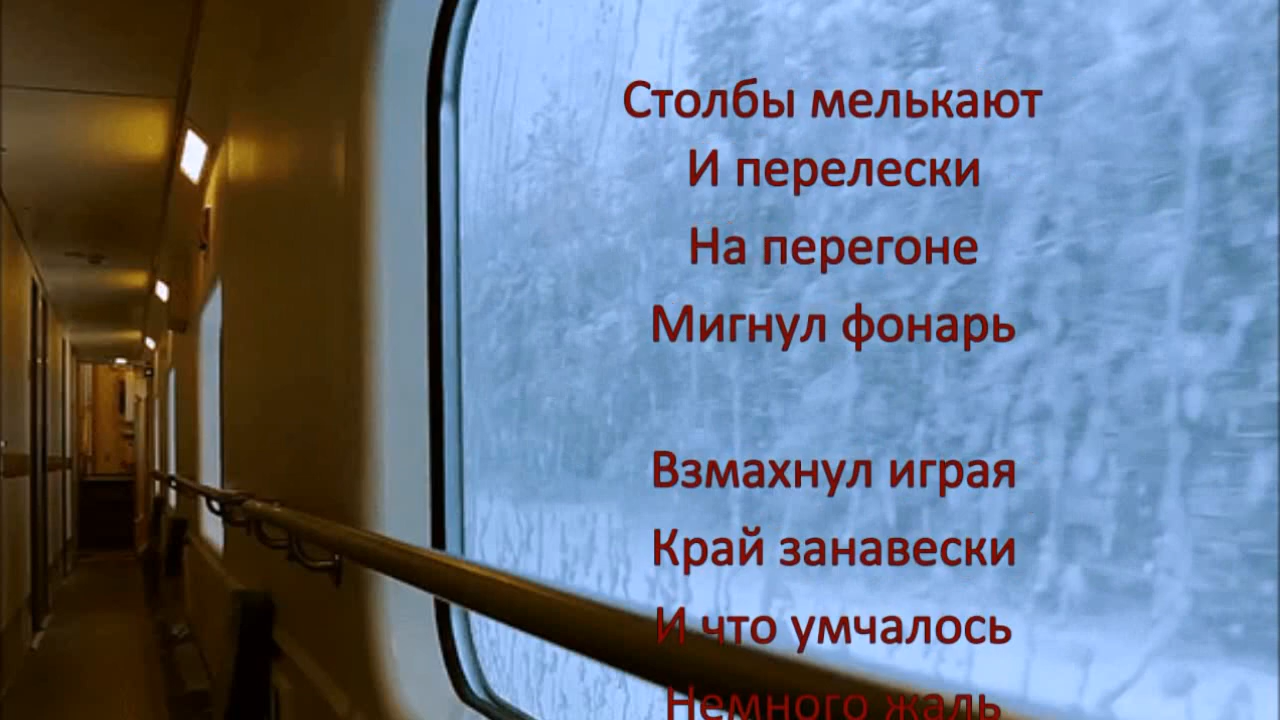 Столбы мелькают
И перелески
На перегоне
Мигнул фонарь
Взмахнул играя
Край занавески
И что умчалось
Немного жаль